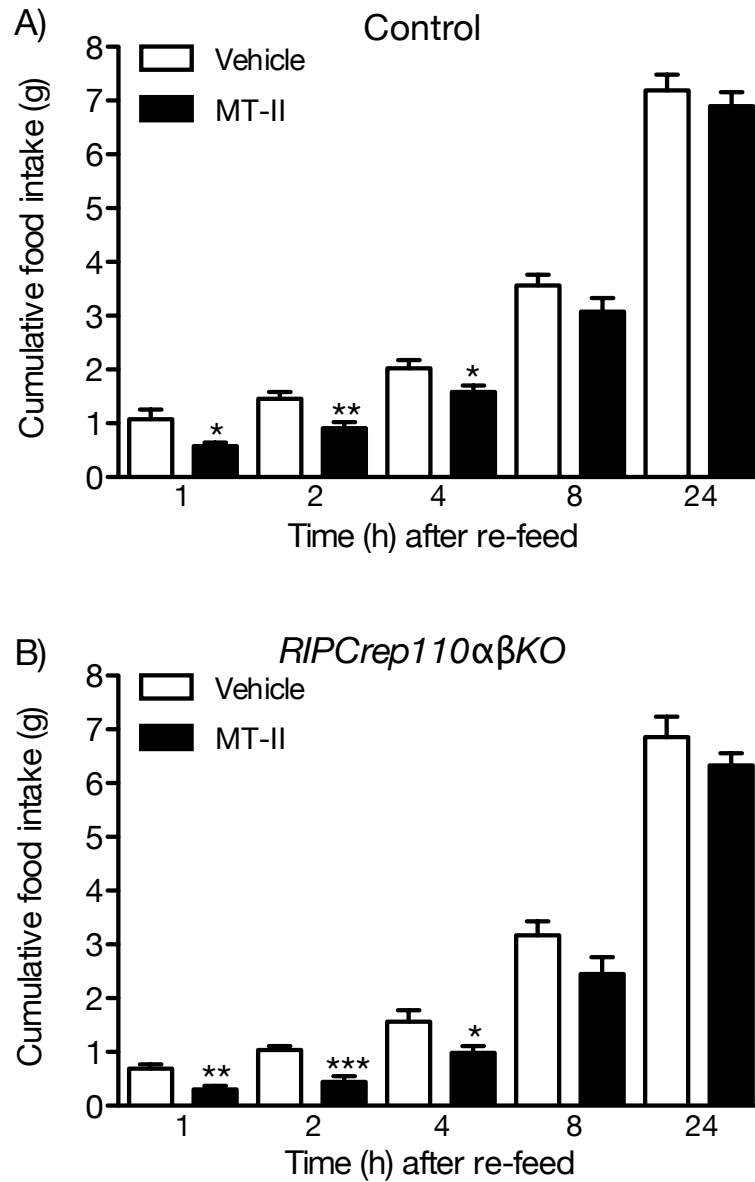 A)
Control
Vehicle
MT-II
Cumulative food intake (g)
8
7
6
5
4
3
2
1
0
*
**
*
1 2 4 8 24
Time (h) after re-feed
B)
RIPCrep110αβKO
Vehicle
MT-II
Cumulative food intake (g)
8
7
6
5
4
3
2
1
0
**
***
*
1 2 4 8 24
Time (h) after re-feed